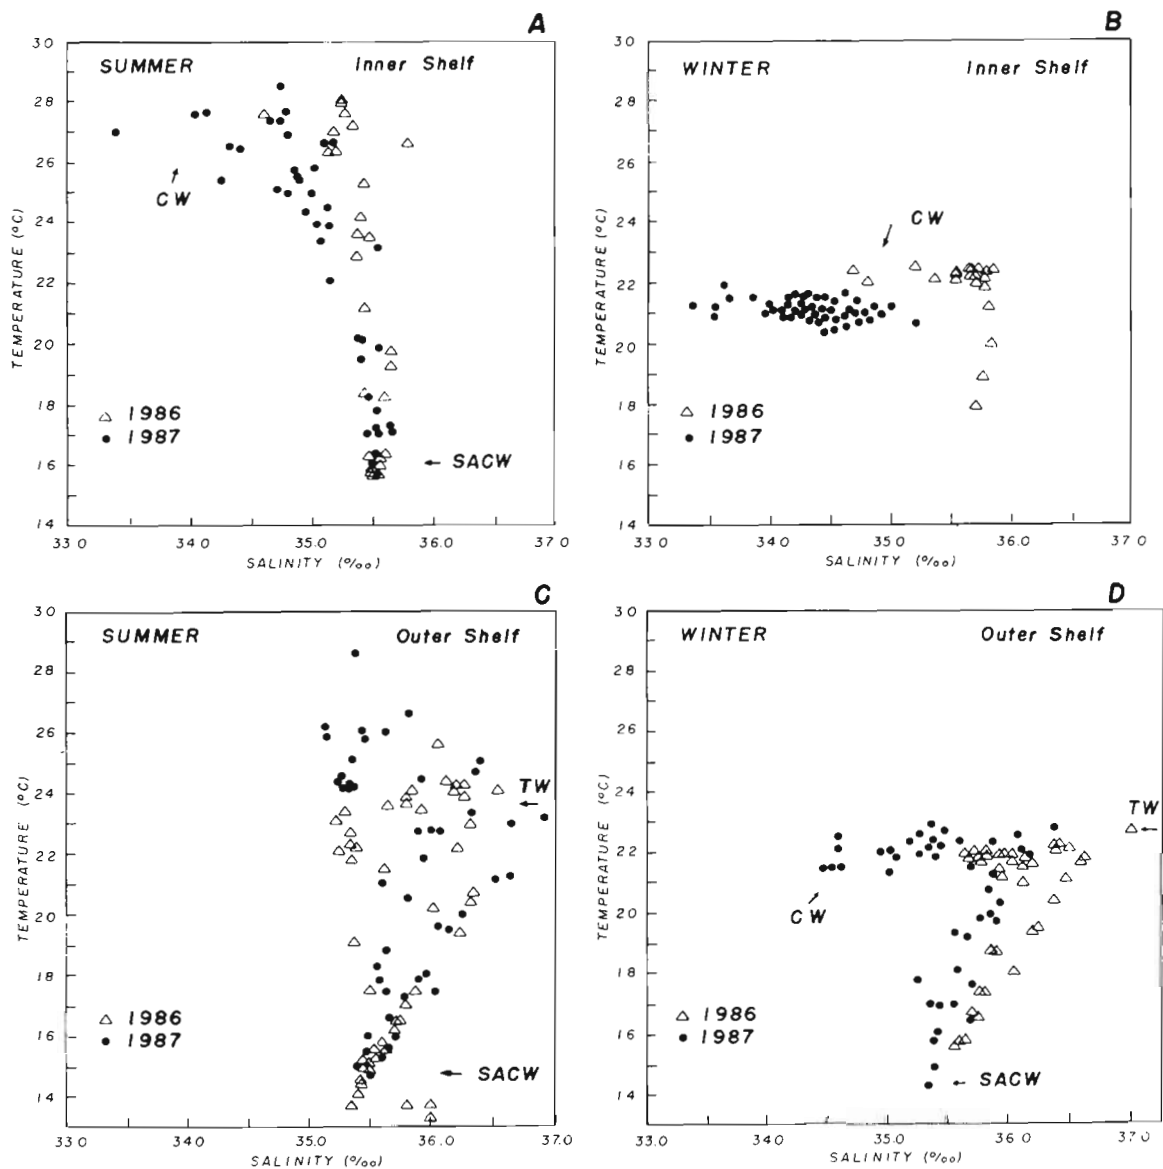 A
30
28
26
24
22
20
18
16
14
TEMPERATURE (°C)
SUMMER
Inner Shelf
CW
△ 1986
● 1987
SACW
33.0 34.0 35.0 36.0 37.0
SALINITY (‰)
B
30
28
26
24
22
20
18
16
14
TEMPERATURE (°C)
WINTER
Inner Shelf
CW
△ 1986
● 1987
33.0 34.0 35.0 36.0 37.0
SALINITY (‰)
C
30
28
26
24
22
20
18
16
14
TEMPERATURE (°C)
SUMMER
Outer Shelf
TW
△ 1986
● 1987
SACW
33.0 34.0 35.0 36.0 37.0
SALINITY (‰)
D
30
28
26
24
22
20
18
16
14
TEMPERATURE (°C)
WINTER
Outer Shelf
TW
CW
△ 1986
● 1987
SACW
33.0 34.0 35.0 36.0 37.0
SALINITY (‰)